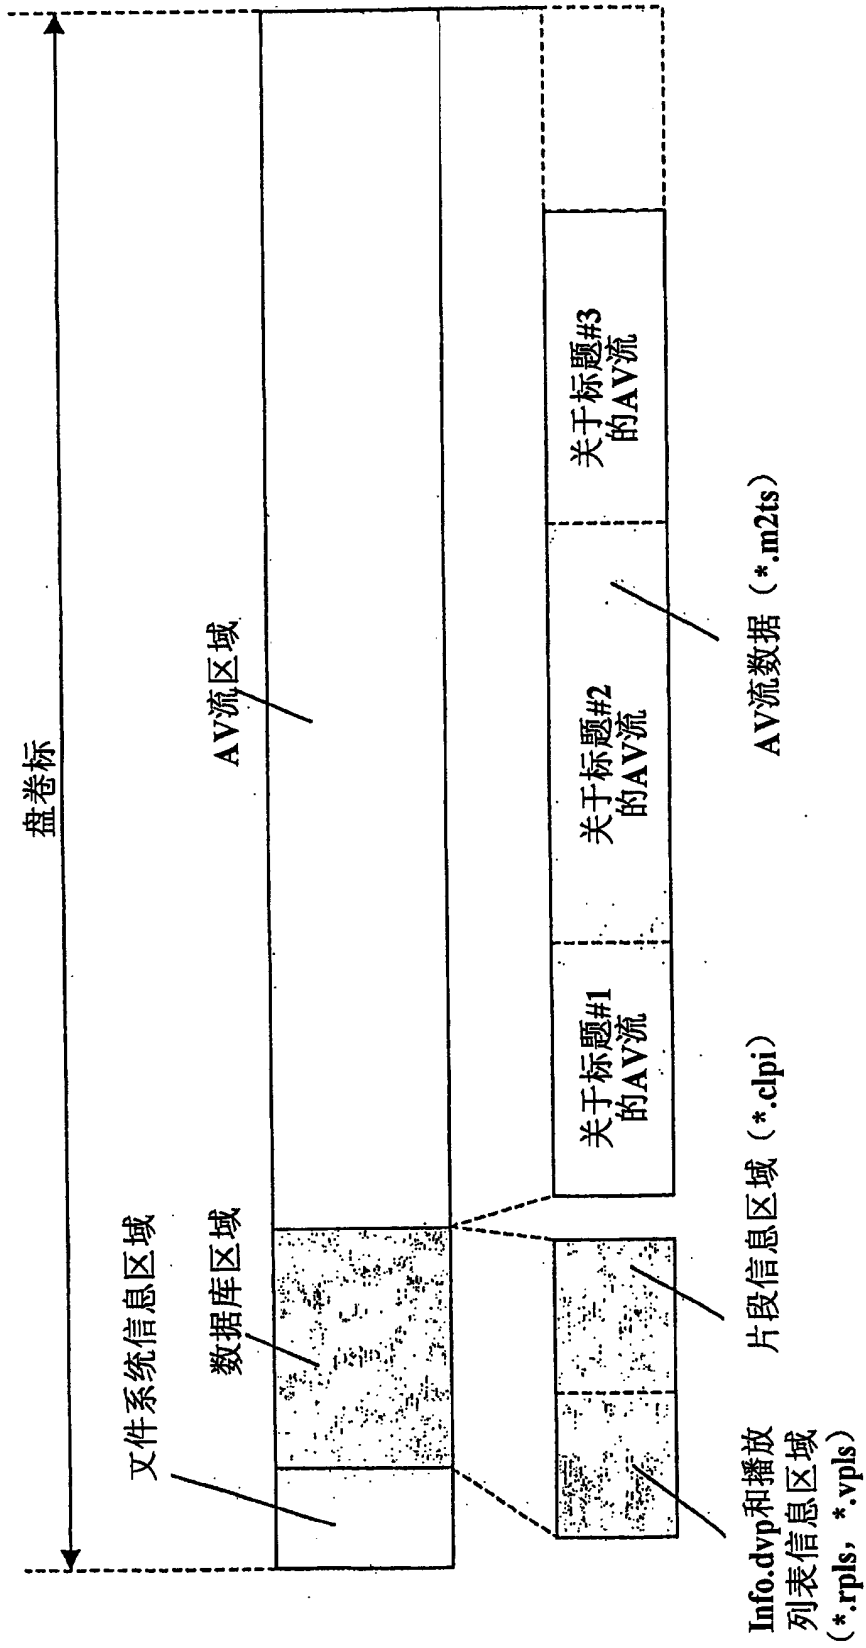 盘卷标
文件系统信息区域
数据库区域
AV流区域
关于标题#1
的AV流
关于标题#2
的AV流
关于标题#3
的AV流
Info.dvp和播放
列表信息区域
(*.rpls, *.vpls)
片段信息区域 (*.clpi)
AV流数据 (*.m2ts)